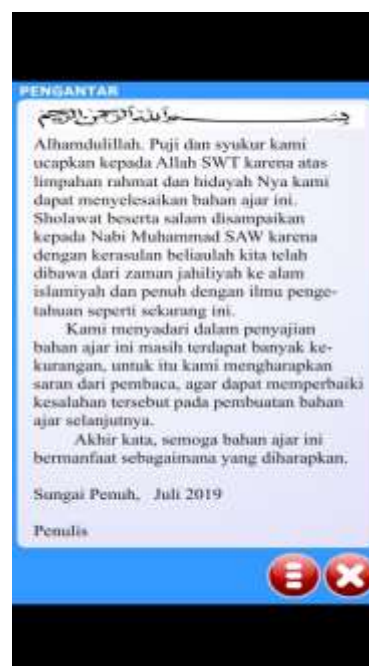 PENGANTAR
بسم الله الرحمن الرحيم
Alhamdulillah. Puji dan syukur kami
ucapkan kepada Allah SWT karena atas
limpahan rahmat dan hidayah Nya kami
dapat menyelesaikan bahan ajar ini.
Sholawat beserta salam disampaikan
kepada Nabi Muhammad SAW karena
dengan kerasulan beliaulah kita telah
dibawa dari zaman jahiliyah ke alam
islamiyah dan penuh dengan ilmu penge-
tahuan seperti sekarang ini.
Kami menyadari dalam penyajian
bahan ajar ini masih terdapat banyak ke-
kurangan, untuk itu kami mengharapkan
saran dari pembaca, agar dapat memperbaiki
kesalahan tersebut pada pembuatan bahan
ajar selanjutnya.
Akhir kata, semoga bahan ajar ini
bermanfaat sebagaimana yang diharapkan.
Sungai Penuh, Juli 2019
Penulis